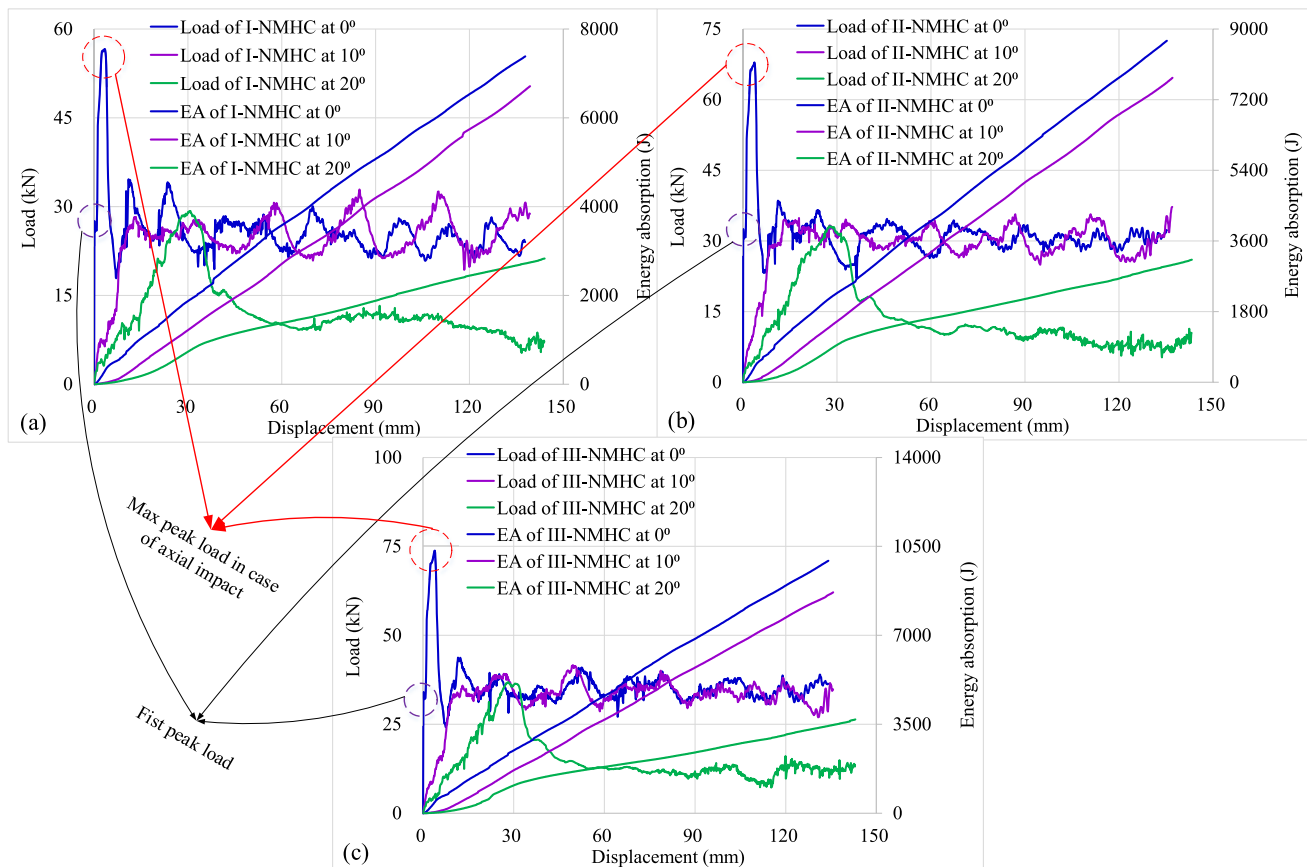 60
45
30
15
0
Load (kN)
Load of I-NMHC at 0º
Load of I-NMHC at 10º
Load of I-NMHC at 20º
EA of I-NMHC at 0º
EA of I-NMHC at 10º
EA of I-NMHC at 20º
8000
6000
4000
2000
0
Energy absorption (J)
0 30 60 90 120 150
Displacement (mm)
(a)
75
60
45
30
15
0
Load (kN)
Load of II-NMHC at 0º
Load of II-NMHC at 10º
Load of II-NMHC at 20º
EA of II-NMHC at 0º
EA of II-NMHC at 10º
EA of II-NMHC at 20º
9000
7200
5400
3600
1800
0
Energy absorption (J)
0 30 60 90 120 150
Displacement (mm)
(b)
Max peak load in case
of axial impact
Fist peak load
100
75
50
25
0
Load (kN)
Load of III-NMHC at 0º
Load of III-NMHC at 10º
Load of III-NMHC at 20º
EA of III-NMHC at 0º
EA of III-NMHC at 10º
EA of III-NMHC at 20º
14000
10500
7000
3500
0
Energy absorption (J)
0 30 60 90 120 150
Displacement (mm)
(c)